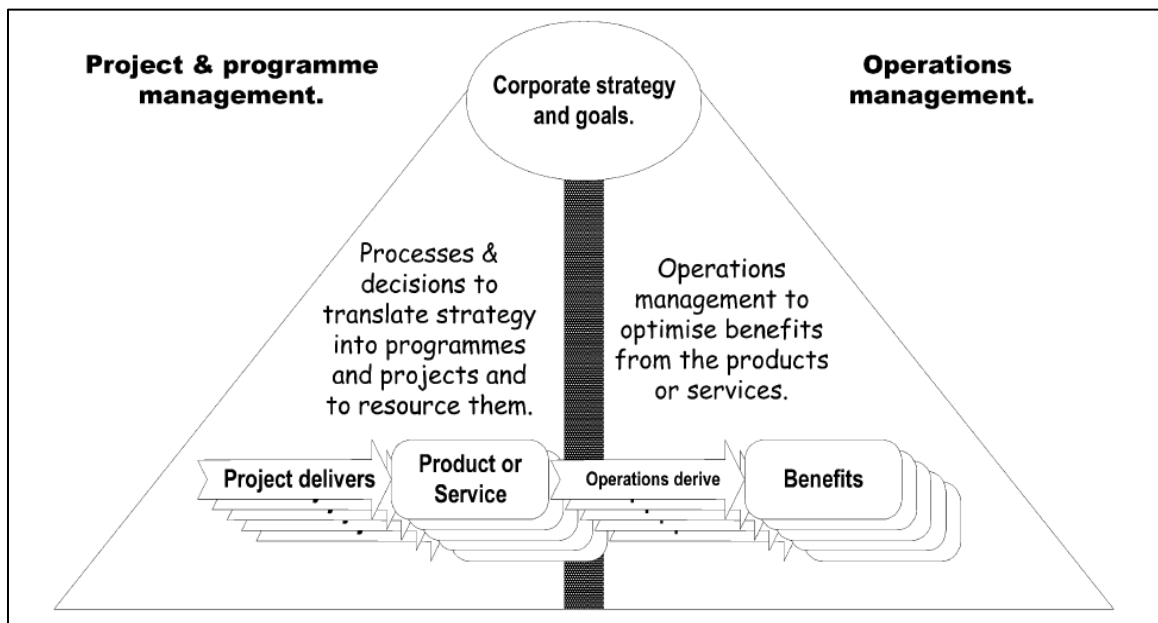 Project & programme
management.
Corporate strategy
and goals.
Operations
management.
Processes &
decisions to
translate strategy
into programmes
and projects and
to resource them.
Operations
management to
optimise benefits
from the products
or services.
Project delivers
Product or
Service
Operations derive
Benefits